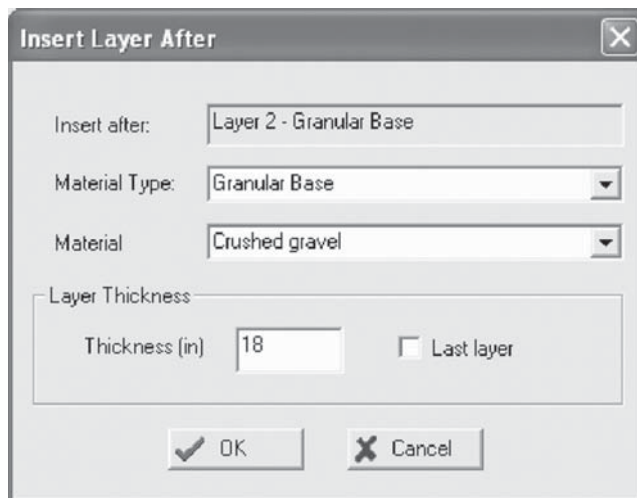 Insert Layer After
Insert after: Layer 2 - Granular Base
Material Type: Granular Base
Material Crushed gravel
Layer Thickness
Thickness (in) 18 Last layer
OK Cancel